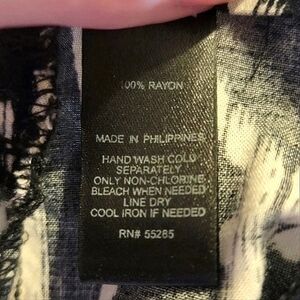 100% RAYON
MADE IN PHILIPPINES
HAND WASH COLD
SEPARATELY
ONLY NON-CHLORINE
BLEACH WHEN NEEDED
LINE DRY
COOL IRON IF NEEDED
RN# 55285